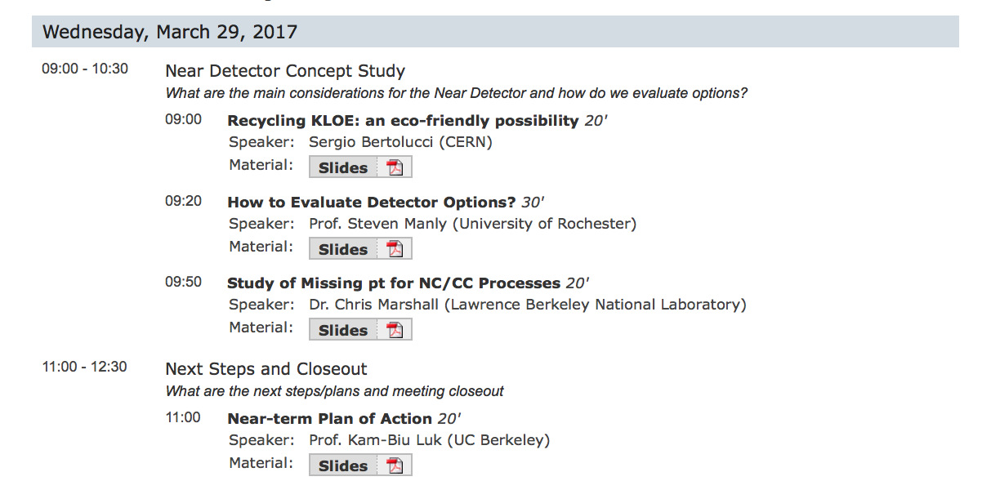 Wednesday, March 29, 2017
09:00 - 10:30 Near Detector Concept Study
What are the main considerations for the Near Detector and how do we evaluate options?
09:00 Recycling KLOE: an eco-friendly possibility 20'
Speaker: Sergio Bertolucci (CERN)
Material: Slides
09:20 How to Evaluate Detector Options? 30'
Speaker: Prof. Steven Manly (University of Rochester)
Material: Slides
09:50 Study of Missing pt for NC/CC Processes 20'
Speaker: Dr. Chris Marshall (Lawrence Berkeley National Laboratory)
Material: Slides
11:00 - 12:30 Next Steps and Closeout
What are the next steps/plans and meeting closeout
11:00 Near-term Plan of Action 20'
Speaker: Prof. Kam-Biu Luk (UC Berkeley)
Material: Slides